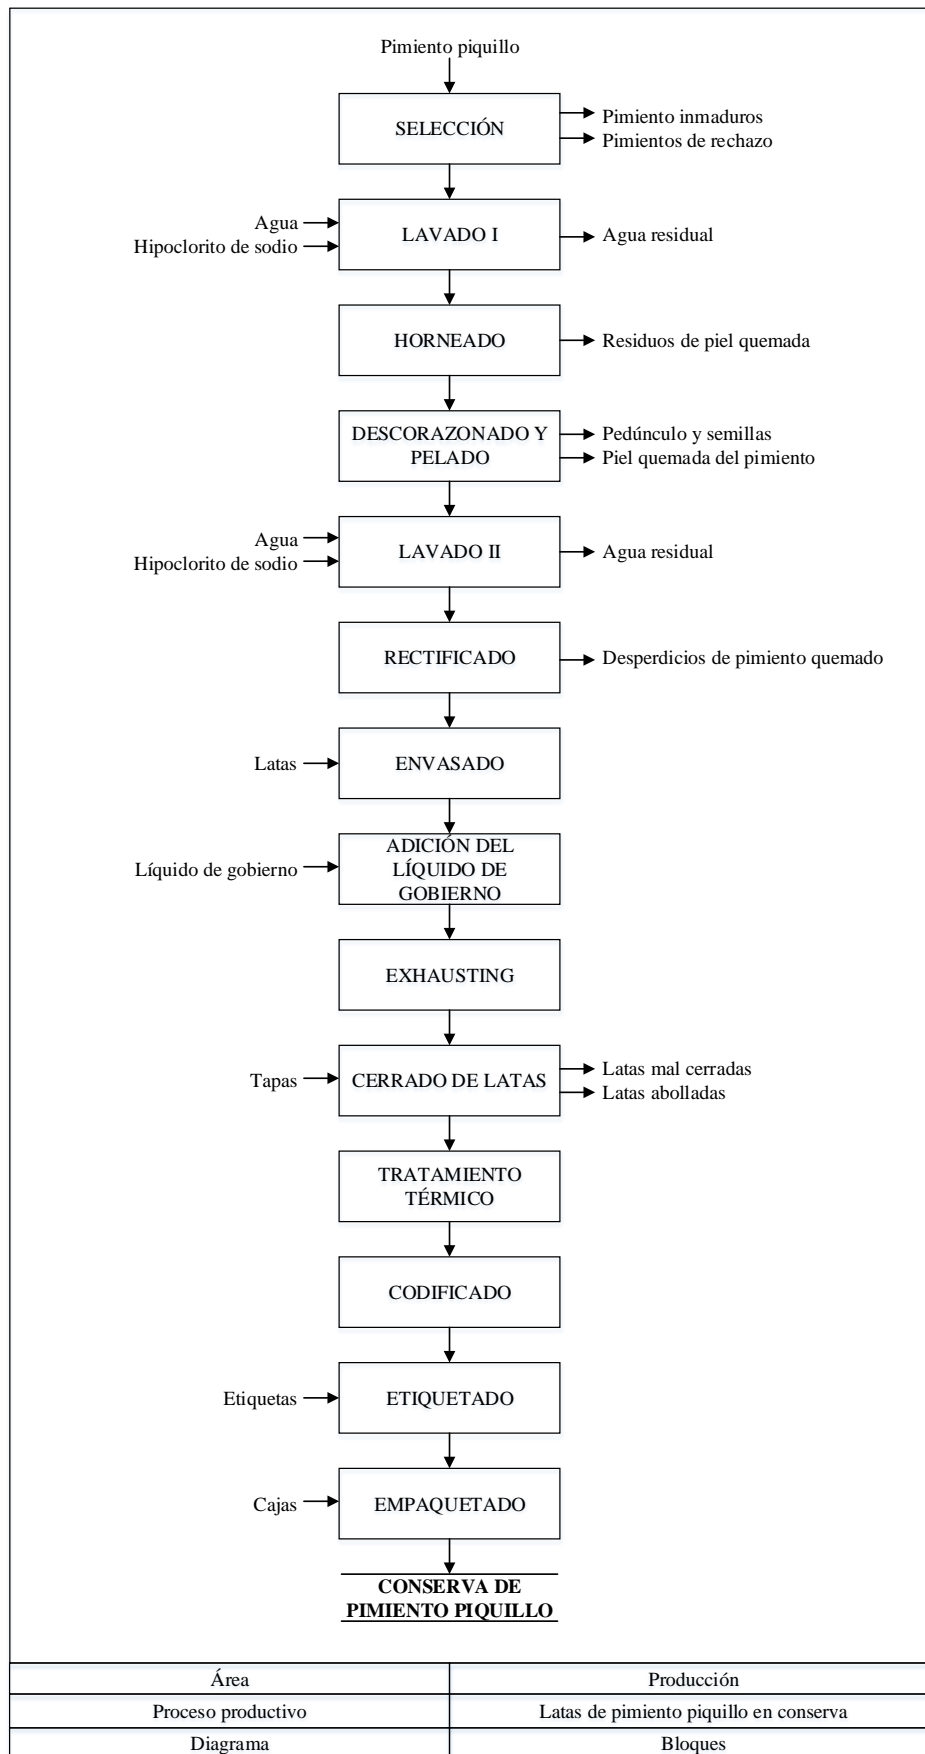 Pimiento piquillo
SELECCIÓN
Pimiento inmaduros
Pimientos de rechazo
Agua
Hipoclorito de sodio
LAVADO I
Agua residual
HORNEADO
Residuos de piel quemada
DESCORAZONADO Y
PELADO
Pedúnculo y semillas
Piel quemada del pimiento
Agua
Hipoclorito de sodio
LAVADO II
Agua residual
RECTIFICADO
Desperdicios de pimiento quemado
Latas
ENVASADO
Líquido de gobierno
ADICIÓN DEL
LÍQUIDO DE
GOBIERNO
EXHAUSTING
Tapas
CERRADO DE LATAS
Latas mal cerradas
Latas abolladas
TRATAMIENTO
TÉRMICO
CODIFICADO
Etiquetas
ETIQUETADO
Cajas
EMPAQUETADO
CONSERVA DE
PIMIENTO PIQUILLO
Área
Producción
Proceso productivo
Latas de pimiento piquillo en conserva
Diagrama
Bloques